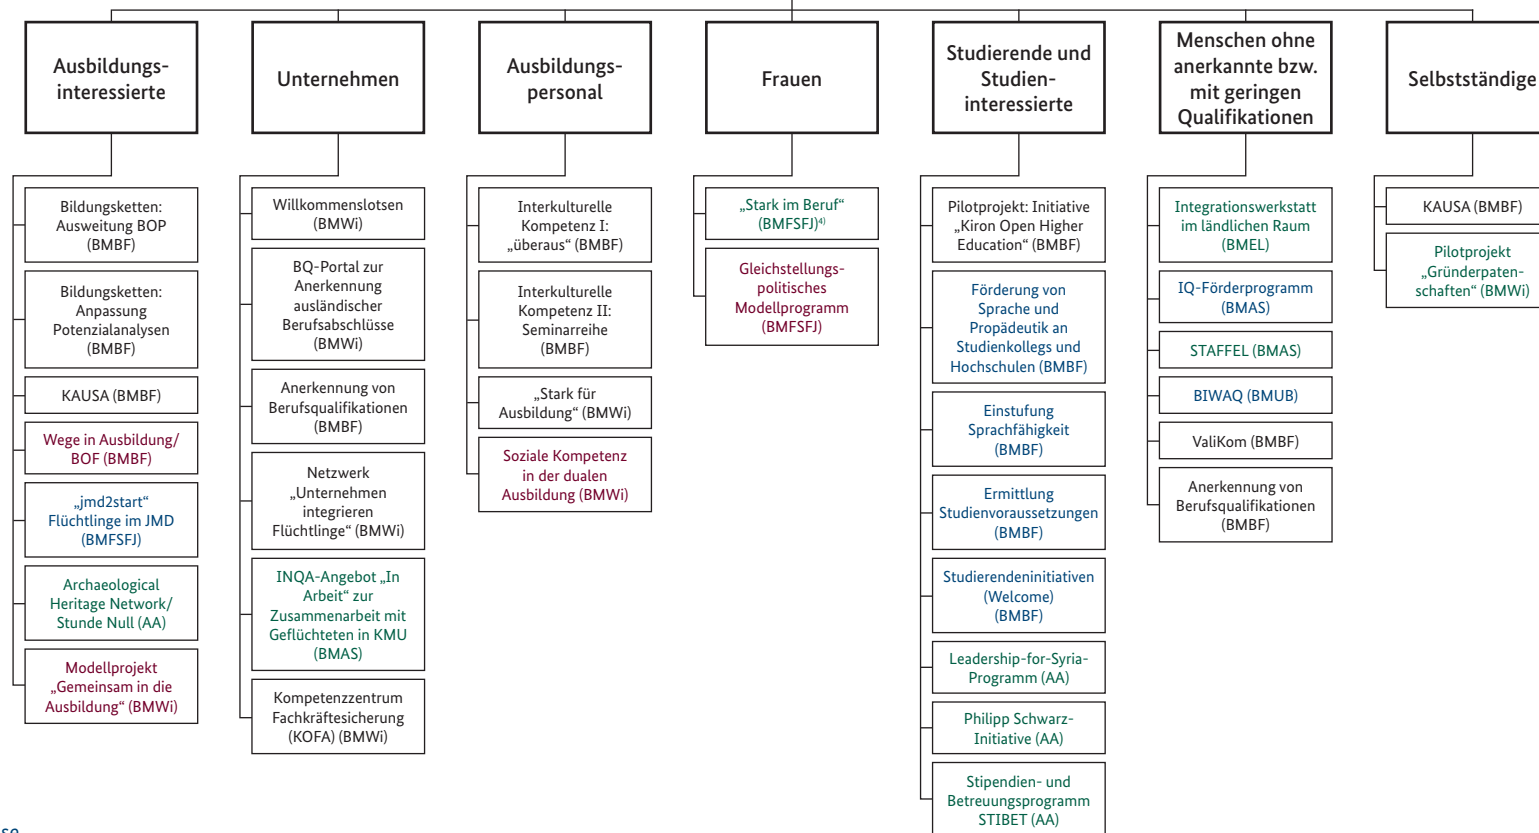 Ausbildungs-
interessierte
Bildungsketten:
Ausweitung BOP
(BMBF)
Bildungsketten:
Anpassung
Potenzialanalysen
(BMBF)
KAUSA (BMBF)
Wege in Ausbildung/
BOF (BMBF)
„jmd2start“
Flüchtlinge im JMD
(BMFSFJ)
Archaeological
Heritage Network/
Stunde Null (AA)
Modellprojekt
„Gemeinsam in die
Ausbildung“ (BMWi)
Unternehmen
Willkommenslotsen
(BMWi)
BQ-Portal zur
Anerkennung
ausländischer
Berufsabschlüsse
(BMWi)
Anerkennung von
Berufsqualifikationen
(BMBF)
Netzwerk
„Unternehmen
integrieren
Flüchtlinge“ (BMWi)
INQA-Angebot „In
Arbeit“ zur
Zusammenarbeit mit
Geflüchteten in KMU
(BMAS)
Kompetenzzentrum
Fachkräftesicherung
(KOFA) (BMWi)
Ausbildungs-
personal
Interkulturelle
Kompetenz I:
„überaus“ (BMBF)
Interkulturelle
Kompetenz II:
Seminarreihe
(BMBF)
„Stark für
Ausbildung“ (BMWi)
Soziale Kompetenz
in der dualen
Ausbildung (BMWi)
Frauen
„Stark im Beruf“
(BMFSFJ)⁴⁾
Gleichstellungs-
politisches
Modellprogramm
(BMFSFJ)
Studierende und
Studien-
interessierte
Pilotprojekt: Initiative
„Kiron Open Higher
Education“ (BMBF)
Förderung von
Sprache und
Propädeutik an
Studienkollegs und
Hochschulen (BMBF)
Einstufung
Sprachfähigkeit
(BMBF)
Ermittlung
Studienvoraussetzungen
(BMBF)
Studierendeninitiativen
(Welcome)
(BMBF)
Leadership-for-Syria-
Programm (AA)
Philipp Schwarz-
Initiative (AA)
Stipendien- und
Betreuungsprogramm
STIBET (AA)
Menschen ohne
anerkannte bzw.
mit geringen
Qualifikationen
Integrationswerkstatt
im ländlichen Raum
(BMEL)
IQ-Förderprogramm
(BMAS)
STAFFEL (BMAS)
BIWAQ (BMUB)
ValiKom (BMBF)
Anerkennung von
Berufsqualifikationen
(BMBF)
Selbstständige
KAUSA (BMBF)
Pilotprojekt
„Gründerpaten-
schaften“ (BMWi)